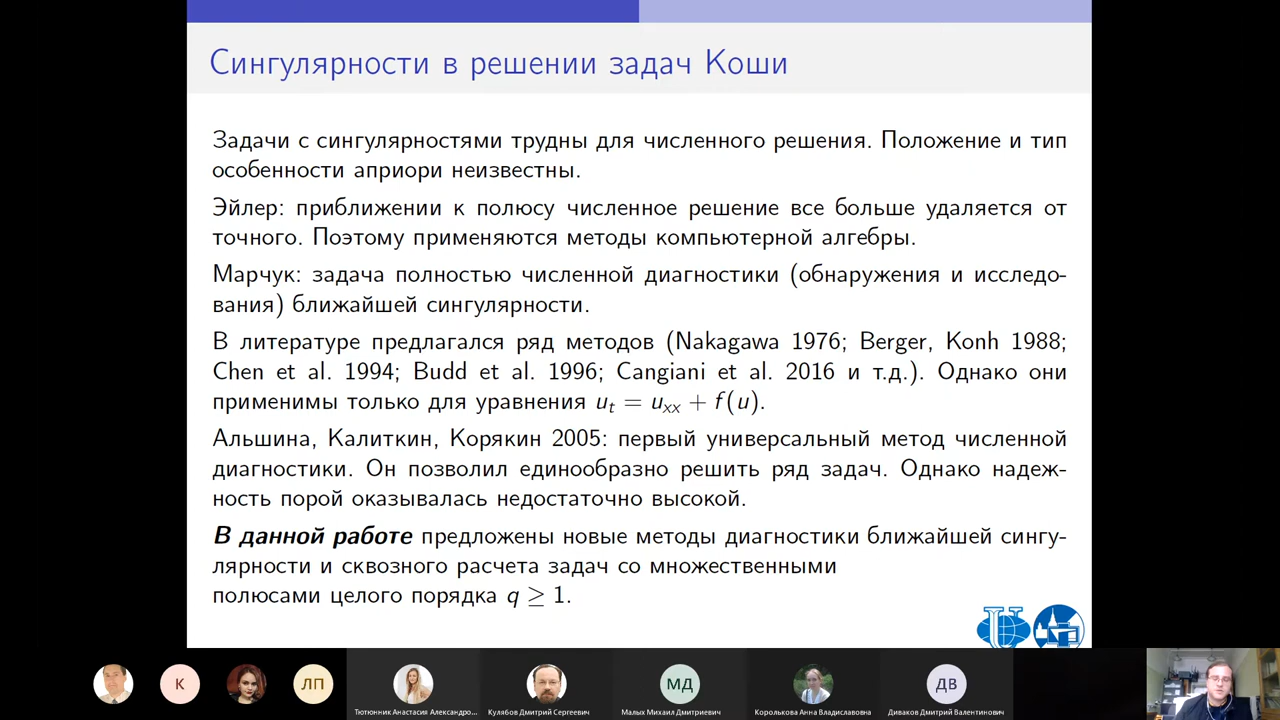 Сингулярности в решении задач Коши
Задачи с сингулярностями трудны для численного решения. Положение и тип
особенности априори неизвестны.
Эйлер: приближении к полюсу численное решение все больше удаляется от
точного. Поэтому применяются методы компьютерной алгебры.
Марчук: задача полностью численной диагностики (обнаружения и исследо-
вания) ближайшей сингулярности.
В литературе предлагался ряд методов (Nakagawa 1976; Berger, Konh 1988;
Chen et al. 1994; Budd et al. 1996; Cangiani et al. 2016 и т.д.). Однако они
применимы только для уравнения uₜ = uₓₓ + f(u).
Альшина, Калиткин, Корякин 2005: первый универсальный метод численной
диагностики. Он позволил единообразно решить ряд задач. Однако надеж-
ность порой оказывалась недостаточно высокой.
В данной работе предложены новые методы диагностики ближайшей сингу-
лярности и сквозного расчета задач со множественными
полюсами целого порядка q ≥ 1.
К
ЛП
МД
ДВ
Тютюнник Анастасия Александро...
Кулябов Дмитрий Сергеевич
Малых Михаил Дмитриевич
Королькова Анна Владиславовна
Диваков Дмитрий Валентинович